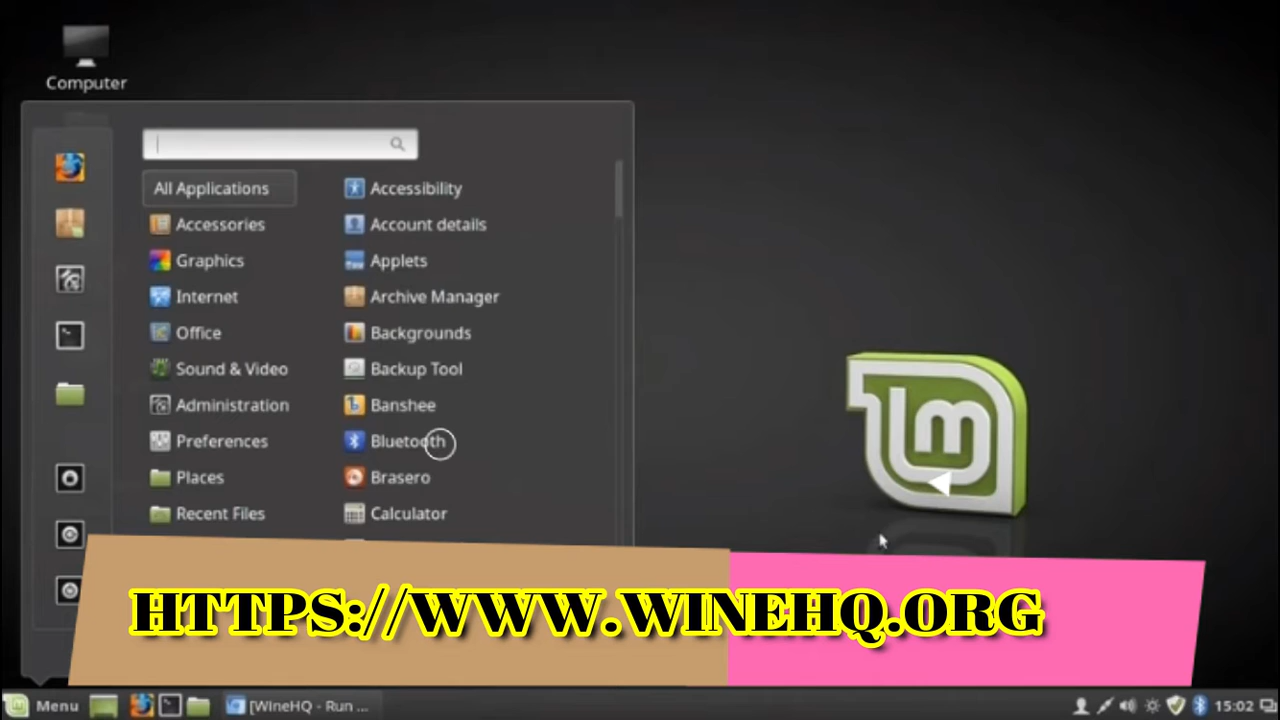 Computer
All Applications
Accessories
Graphics
Internet
Office
Sound & Video
Administration
Preferences
Places
Recent Files
Accessibility
Account details
Applets
Archive Manager
Backgrounds
Backup Tool
Banshee
Bluetooth
Brasero
Calculator
lm
HTTPS://WWW.WINEHQ.ORG
Menu
[WineHQ - Run ...
15:02